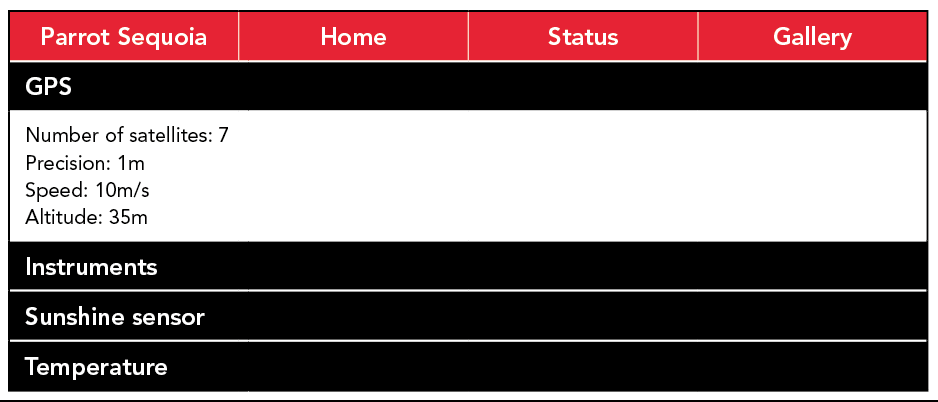 Parrot Sequoia Home Status Gallery
GPS
Number of satellites: 7
Precision: 1m
Speed: 10m/s
Altitude: 35m
Instruments
Sunshine sensor
Temperature